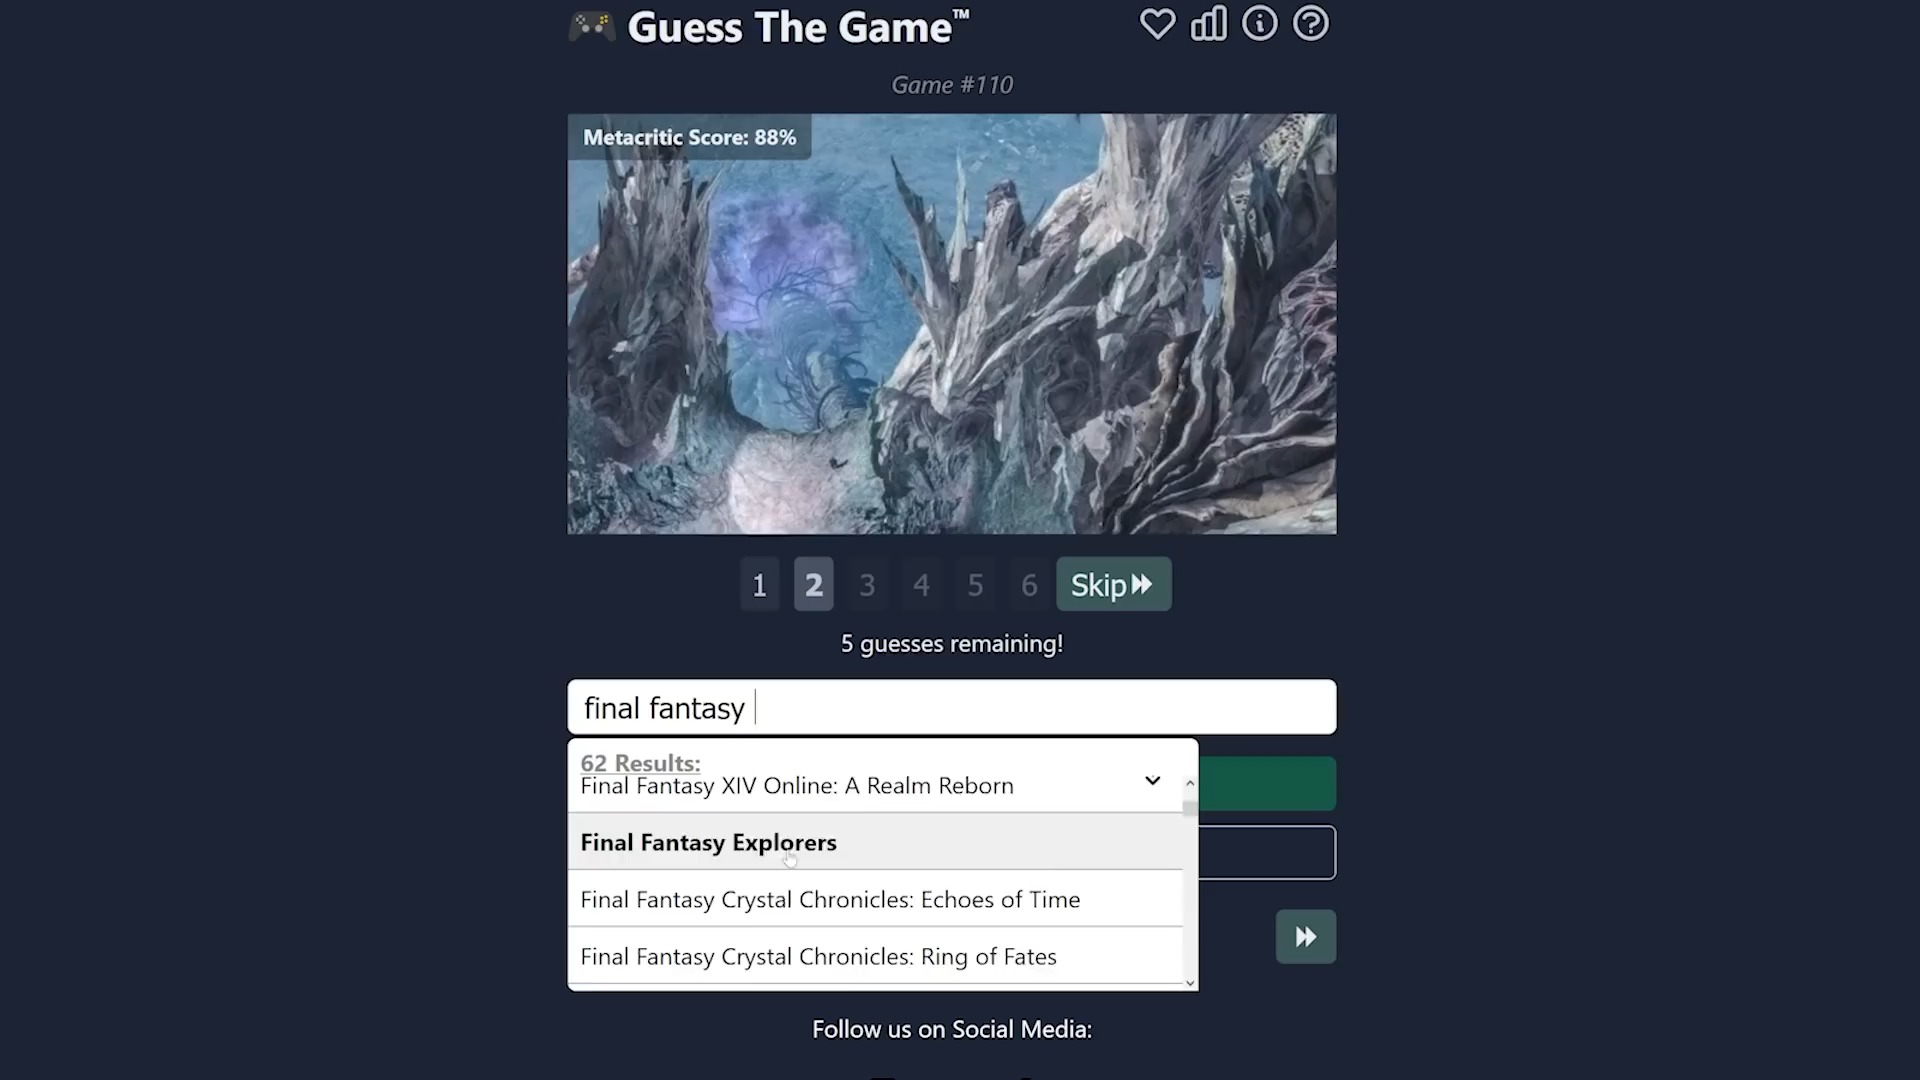 Guess The Game™
Game #110
Metacritic Score: 88%
1 2 3 4 5 6 Skip
5 guesses remaining!
final fantasy
62 Results:
Final Fantasy XIV Online: A Realm Reborn
Final Fantasy Explorers
Final Fantasy Crystal Chronicles: Echoes of Time
Final Fantasy Crystal Chronicles: Ring of Fates
Follow us on Social Media: